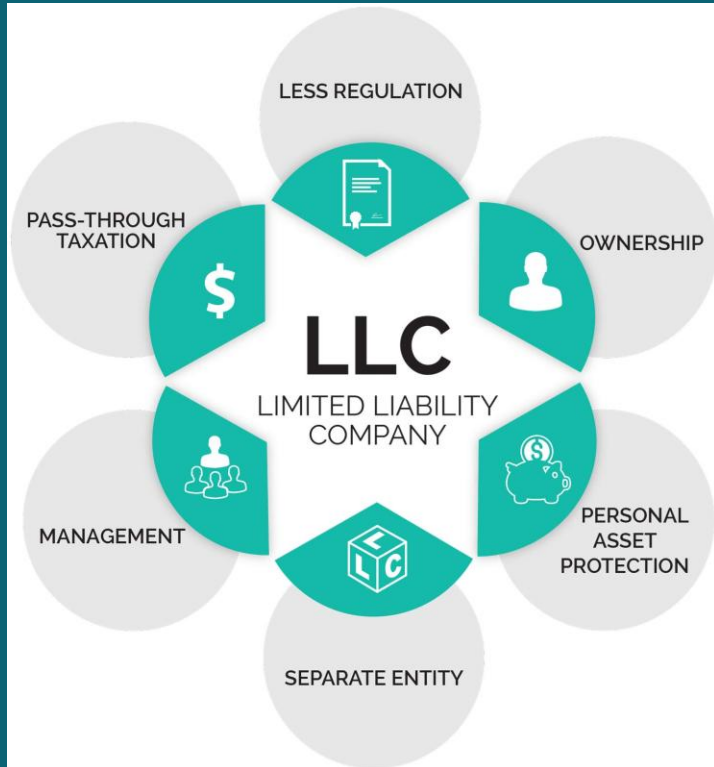 LESS REGULATION
PASS-THROUGH
TAXATION
OWNERSHIP
$
LLC
LIMITED LIABILITY
COMPANY
$
MANAGEMENT
PERSONAL
ASSET
PROTECTION
L
L C
SEPARATE ENTITY